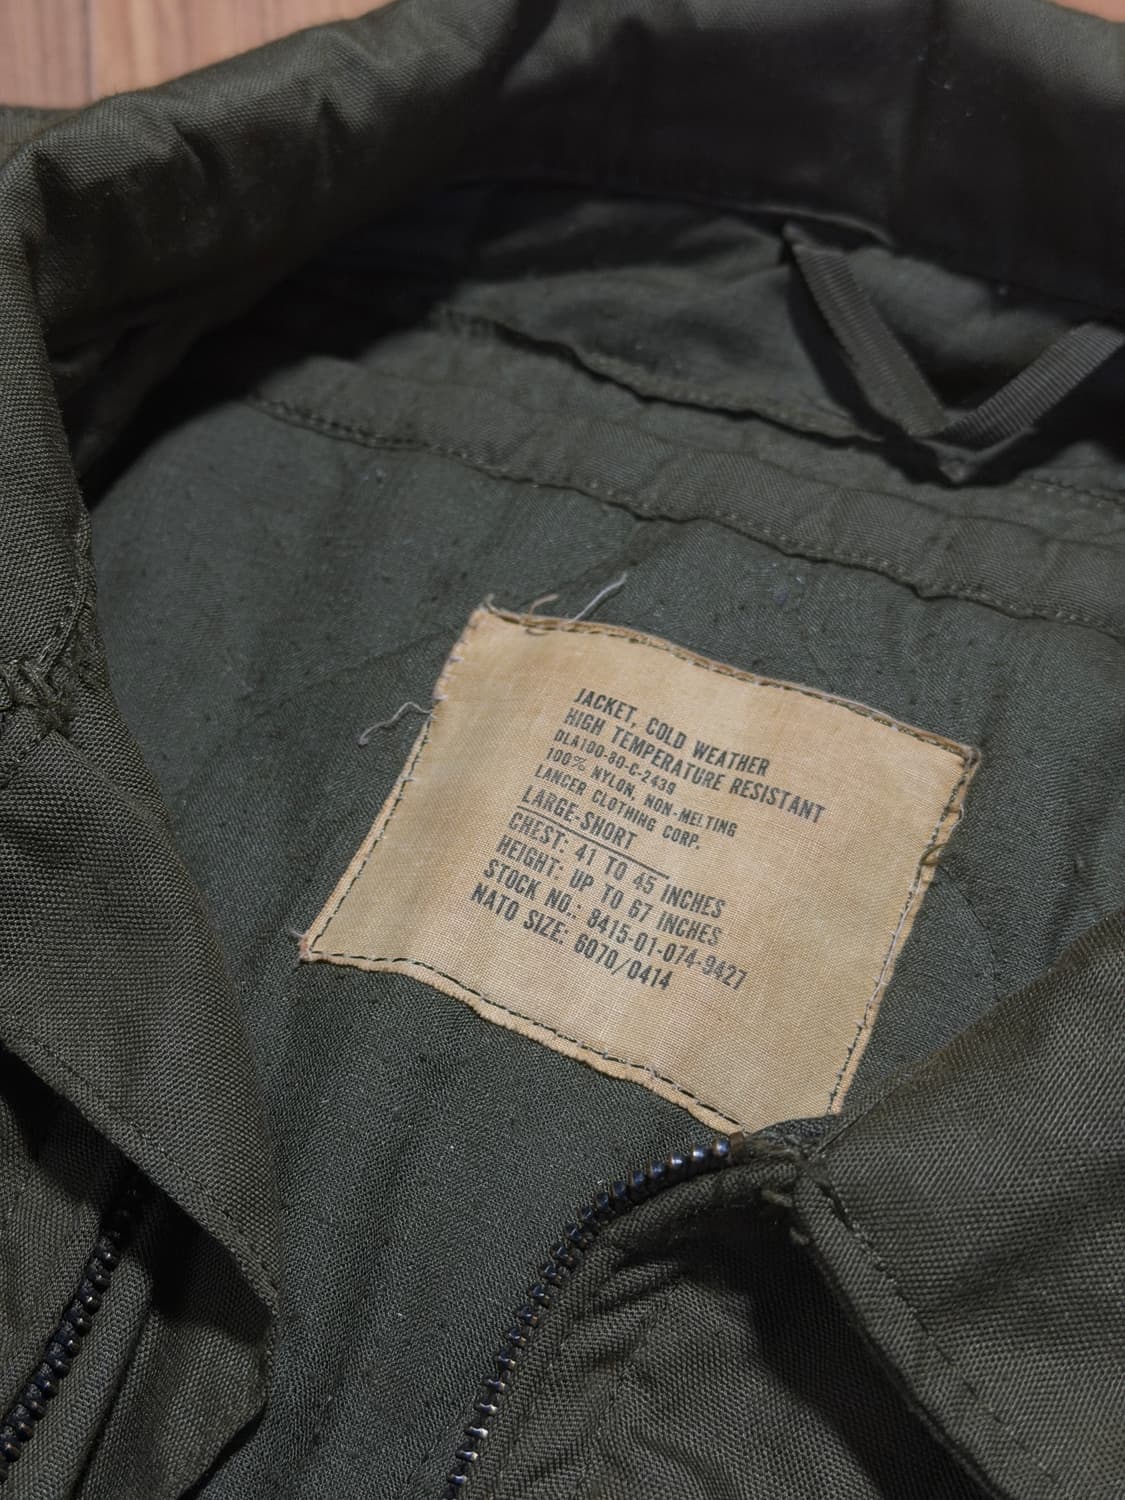 JACKET, COLD WEATHER
HIGH TEMPERATURE RESISTANT
DLA100-80-C-2439
100% NYLON, NON-MELTING
LANCER CLOTHING CORP.
LARGE-SHORT
CHEST: 41 TO 45 INCHES
HEIGHT: UP TO 67 INCHES
STOCK NO.: 8415-01-074-9427
NATO SIZE: 6070/0414